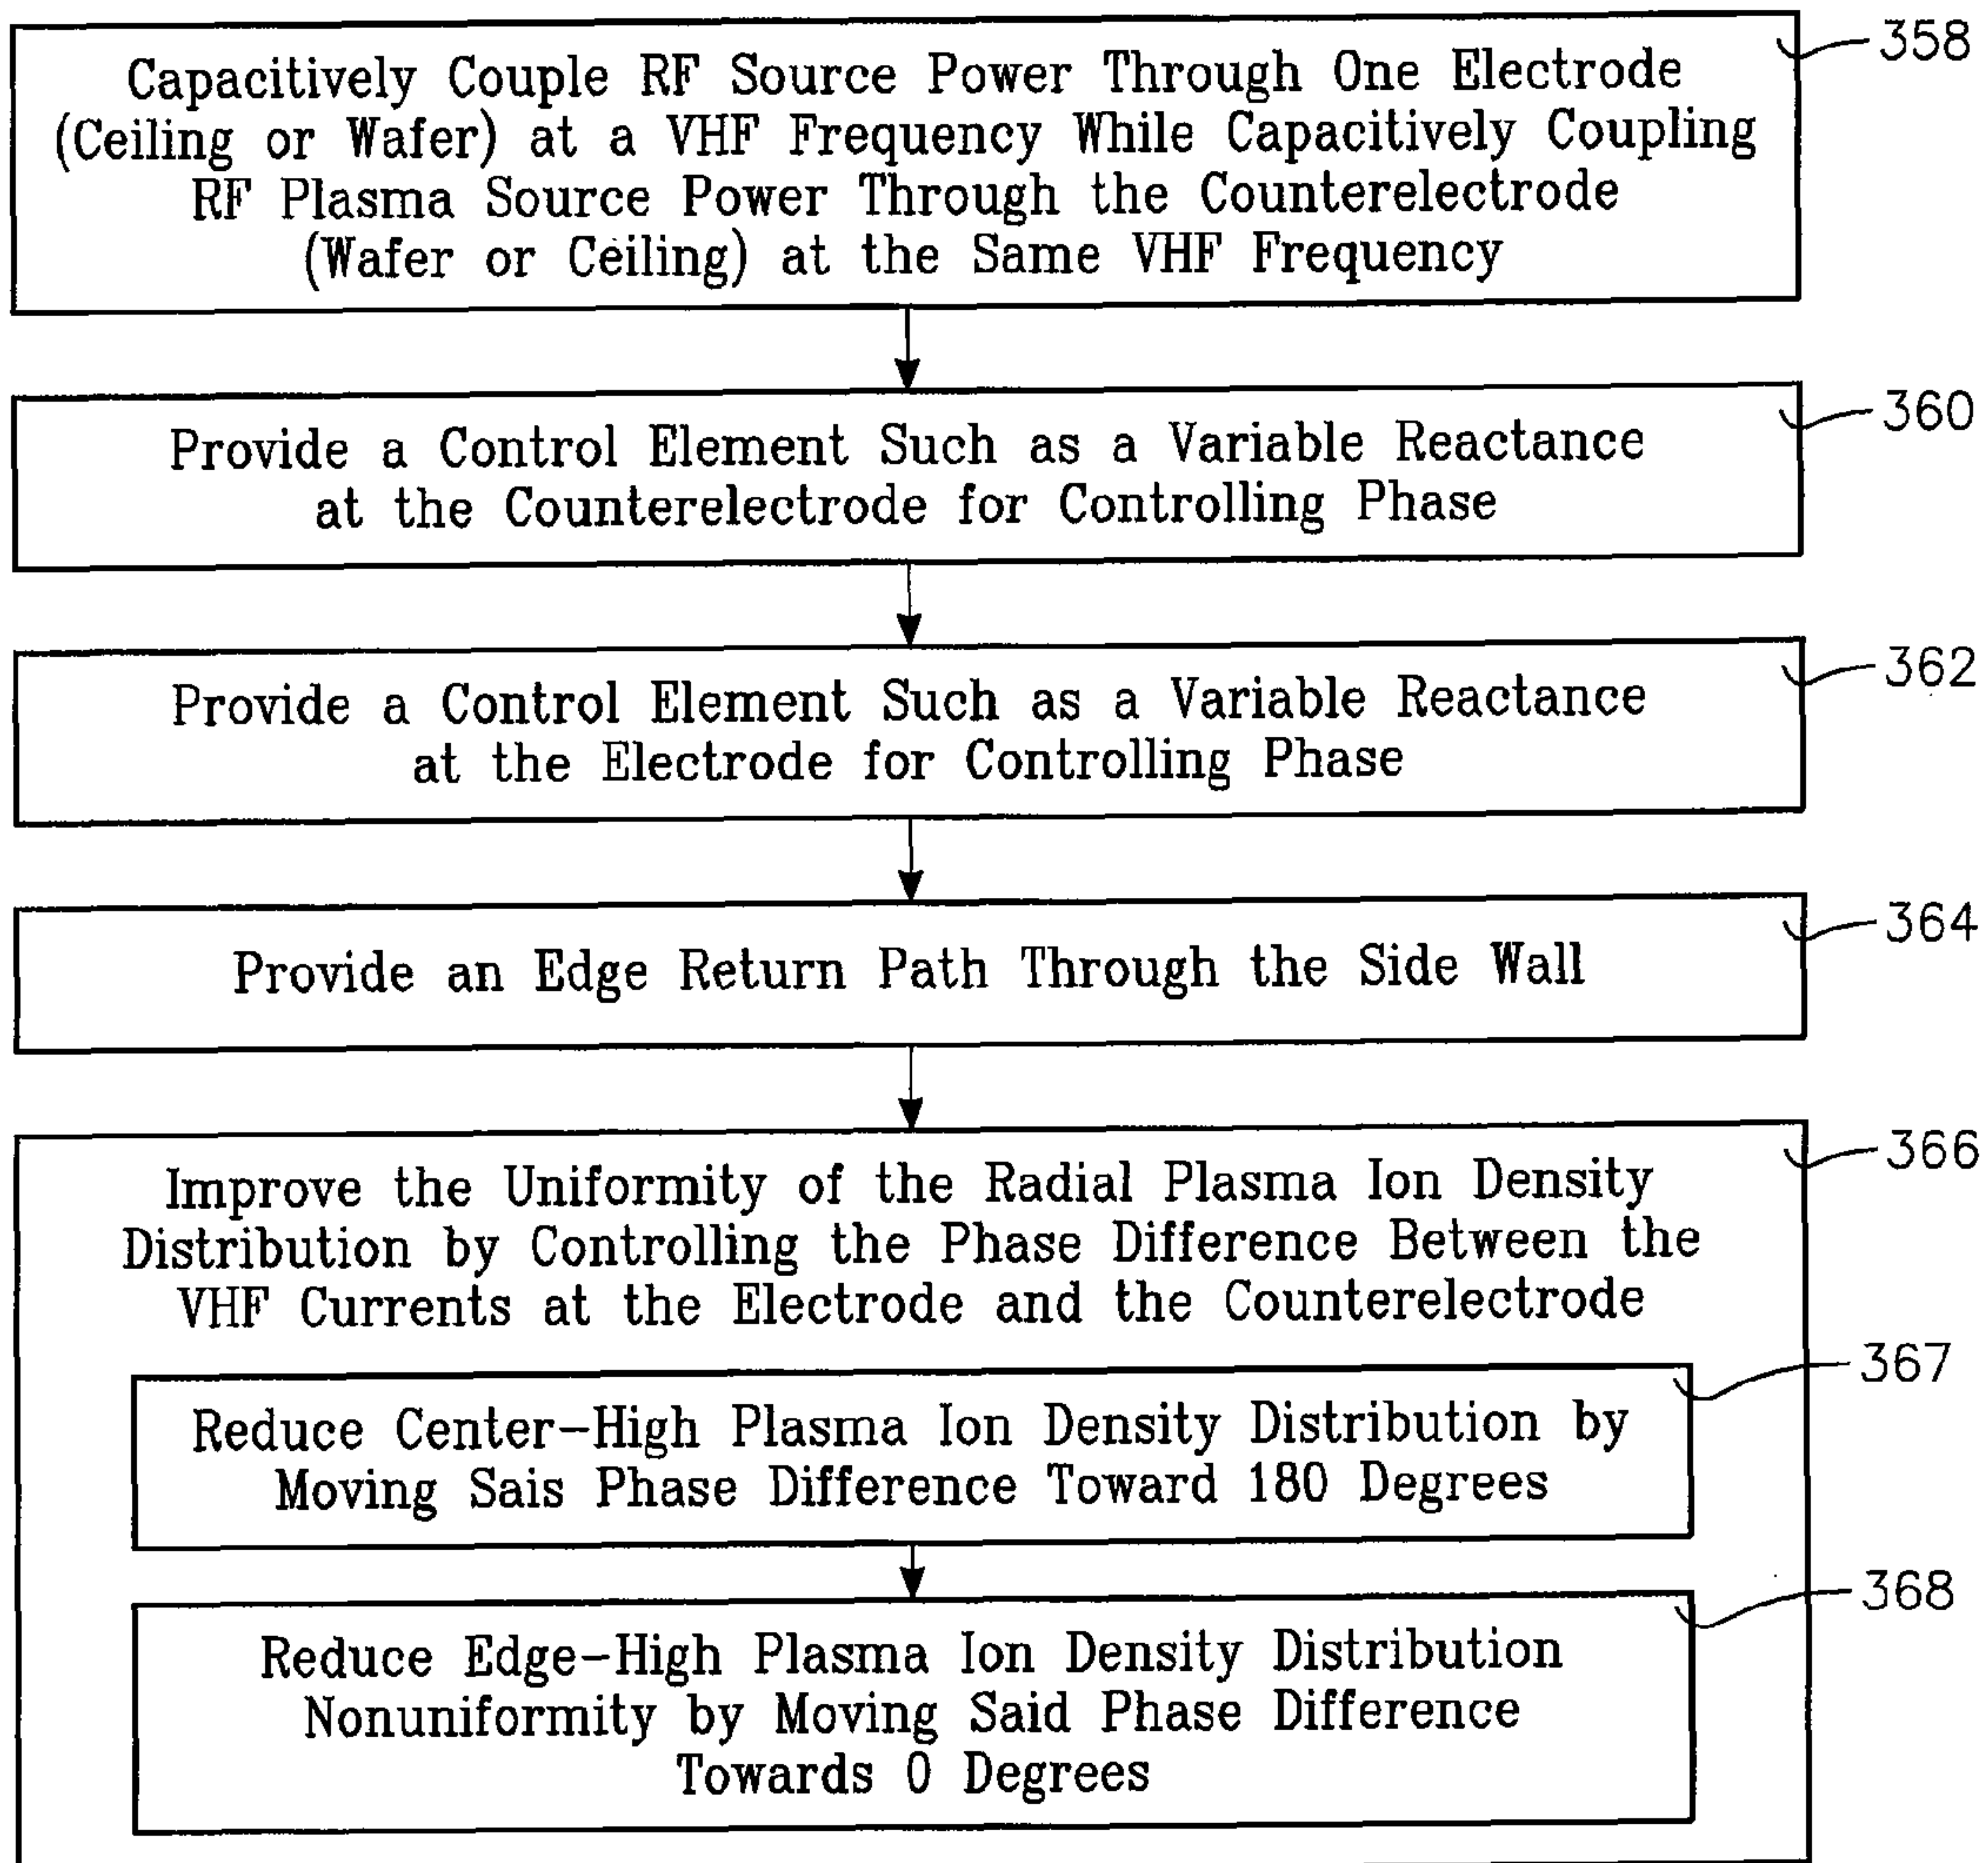 358
Capacitively Couple RF Source Power Through One Electrode
(Ceiling or Wafer) at a VHF Frequency While Capacitively Coupling
RF Plasma Source Power Through the Counterelectrode
(Wafer or Ceiling) at the Same VHF Frequency
360
Provide a Control Element Such as a Variable Reactance
at the Counterelectrode for Controlling Phase
362
Provide a Control Element Such as a Variable Reactance
at the Electrode for Controlling Phase
364
Provide an Edge Return Path Through the Side Wall
366
Improve the Uniformity of the Radial Plasma Ion Density
Distribution by Controlling the Phase Difference Between the
VHF Currents at the Electrode and the Counterelectrode
367
Reduce Center-High Plasma Ion Density Distribution by
Moving Sais Phase Difference Toward 180 Degrees
368
Reduce Edge-High Plasma Ion Density Distribution
Nonuniformity by Moving Said Phase Difference
Towards 0 Degrees